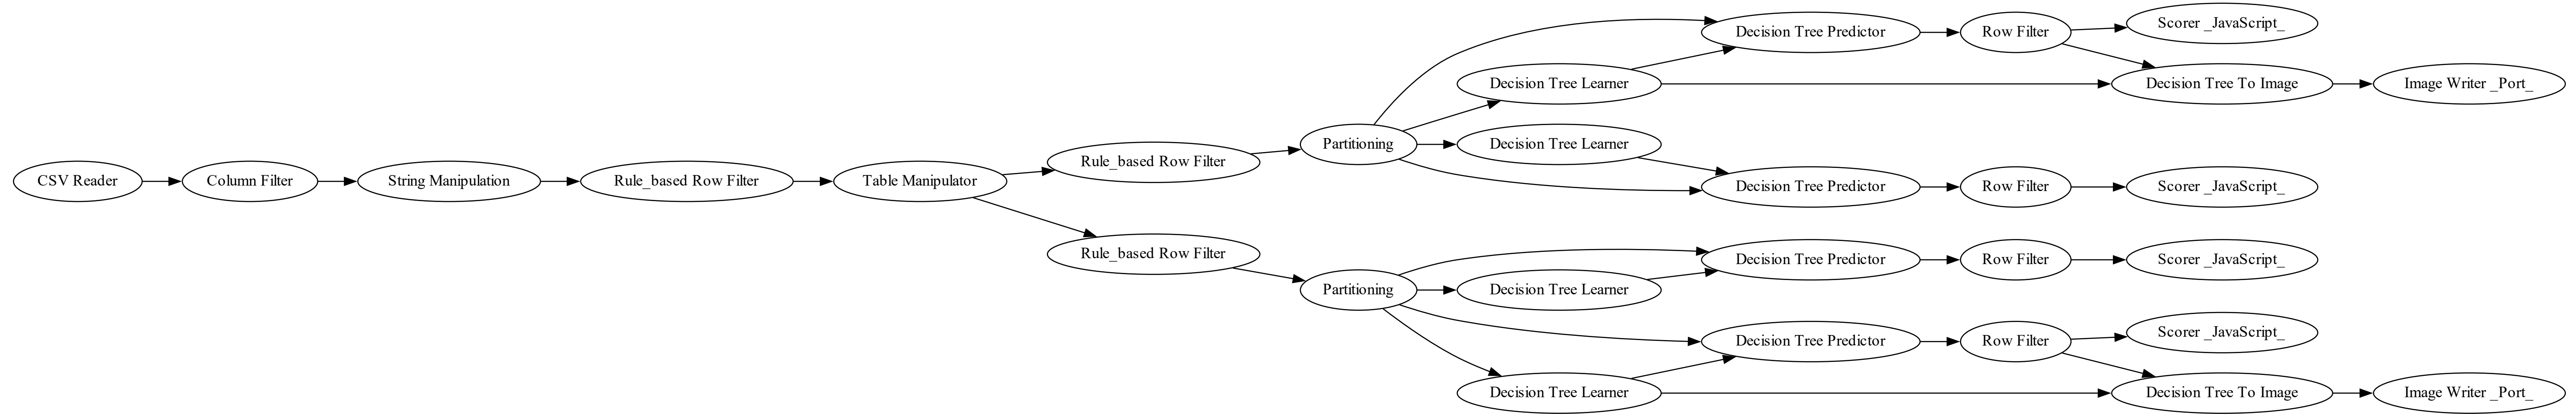 CSV Reader
Column Filter
String Manipulation
Rule_based Row Filter
Table Manipulator
Rule_based Row Filter
Rule_based Row Filter
Partitioning
Partitioning
Decision Tree Learner
Decision Tree Learner
Decision Tree Learner
Decision Tree Learner
Decision Tree Predictor
Decision Tree Predictor
Decision Tree Predictor
Decision Tree Predictor
Row Filter
Row Filter
Row Filter
Row Filter
Scorer _JavaScript_
Decision Tree To Image
Scorer _JavaScript_
Scorer _JavaScript_
Scorer _JavaScript_
Decision Tree To Image
Image Writer _Port_
Image Writer _Port_